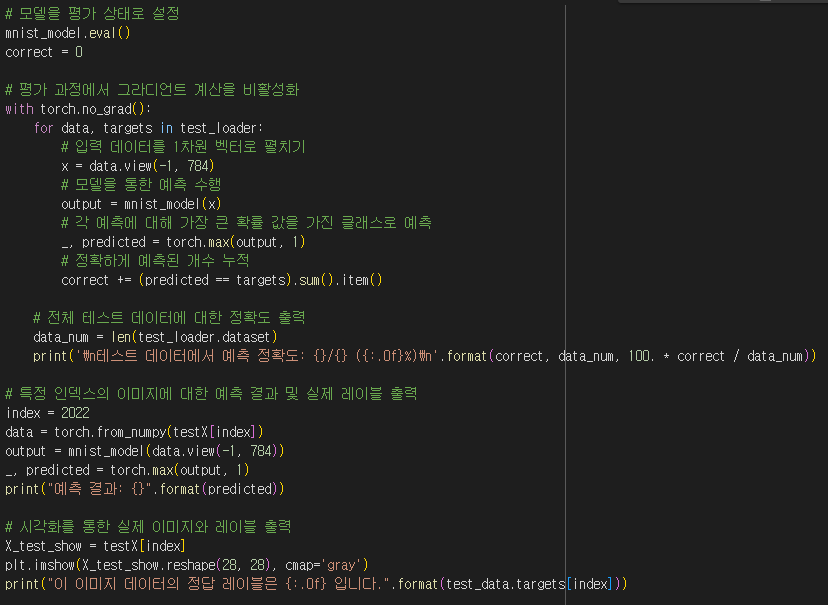 # 모델을 평가 상태로 설정
mnist_model.eval()
correct = 0
# 평가 과정에서 그라디언트 계산을 비활성화
with torch.no_grad():
    for data, targets in test_loader:
        # 입력 데이터를 1차원 벡터로 펼치기
        x = data.view(-1, 784)
        # 모델을 통한 예측 수행
        output = mnist_model(x)
        # 각 예측에 대해 가장 큰 확률 값을 가진 클래스로 예측
        _, predicted = torch.max(output, 1)
        # 정확하게 예측된 개수 누적
        correct += (predicted == targets).sum().item()
    # 전체 테스트 데이터에 대한 정확도 출력
    data_num = len(test_loader.dataset)
    print('₩n테스트 데이터에서 예측 정확도: {}/{} ({:.0f}%)₩n'.format(correct, data_num, 100. * correct / data_num))
# 특정 인덱스의 이미지에 대한 예측 결과 및 실제 레이블 출력
index = 2022
data = torch.from_numpy(testX[index])
output = mnist_model(data.view(-1, 784))
_, predicted = torch.max(output, 1)
print("예측 결과: {}".format(predicted))
# 시각화를 통한 실제 이미지와 레이블 출력
X_test_show = testX[index]
plt.imshow(X_test_show.reshape(28, 28), cmap='gray')
print("이 이미지 데이터의 정답 레이블은 {:.0f} 입니다.".format(test_data.targets[index]))